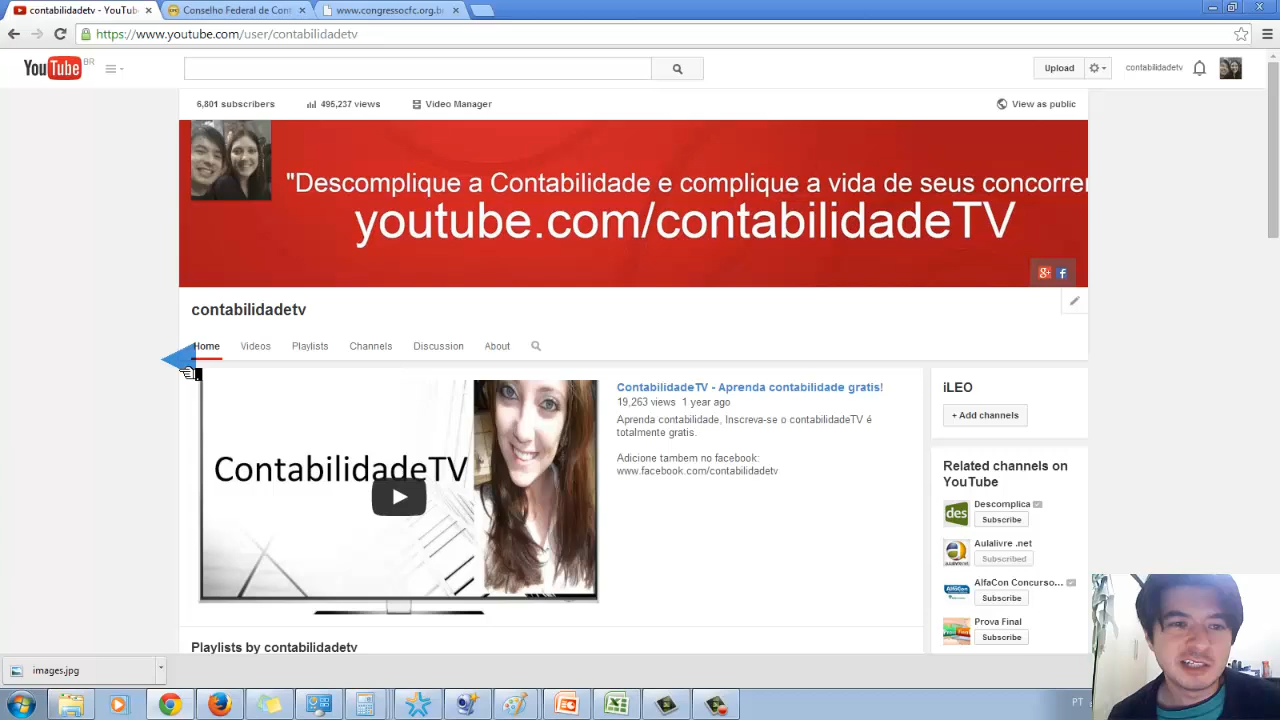 contabilidadetv - YouTub
Conselho Federal de Cont
www.congressocfc.org.b
https://www.youtube.com/user/contabilidadetv
YouTube BR
Upload
contabilidadetv
6,801 subscribers
495,237 views
Video Manager
View as public
"Descomplique a Contabilidade e complique a vida de seus concorren
youtube.com/contabilidadeTV
contabilidadetv
Home
Videos
Playlists
Channels
Discussion
About
ContabilidadeTV
ContabilidadeTV - Aprenda contabilidade gratis!
19,263 views 1 year ago
Aprenda contabilidade, Inscreva-se o contabilidadeTV é
totalmente gratis.
Adicione tambem no facebook:
www.facebook.com/contabilidadetv
iLEO
+ Add channels
Related channels on
YouTube
des
Descomplica
Subscribe
Aulalivre .net
Subscribed
AlfaCon Concurso...
Subscribe
Prova Final
Subscribe
Playlists by contabilidadetv
images.jpg
PT